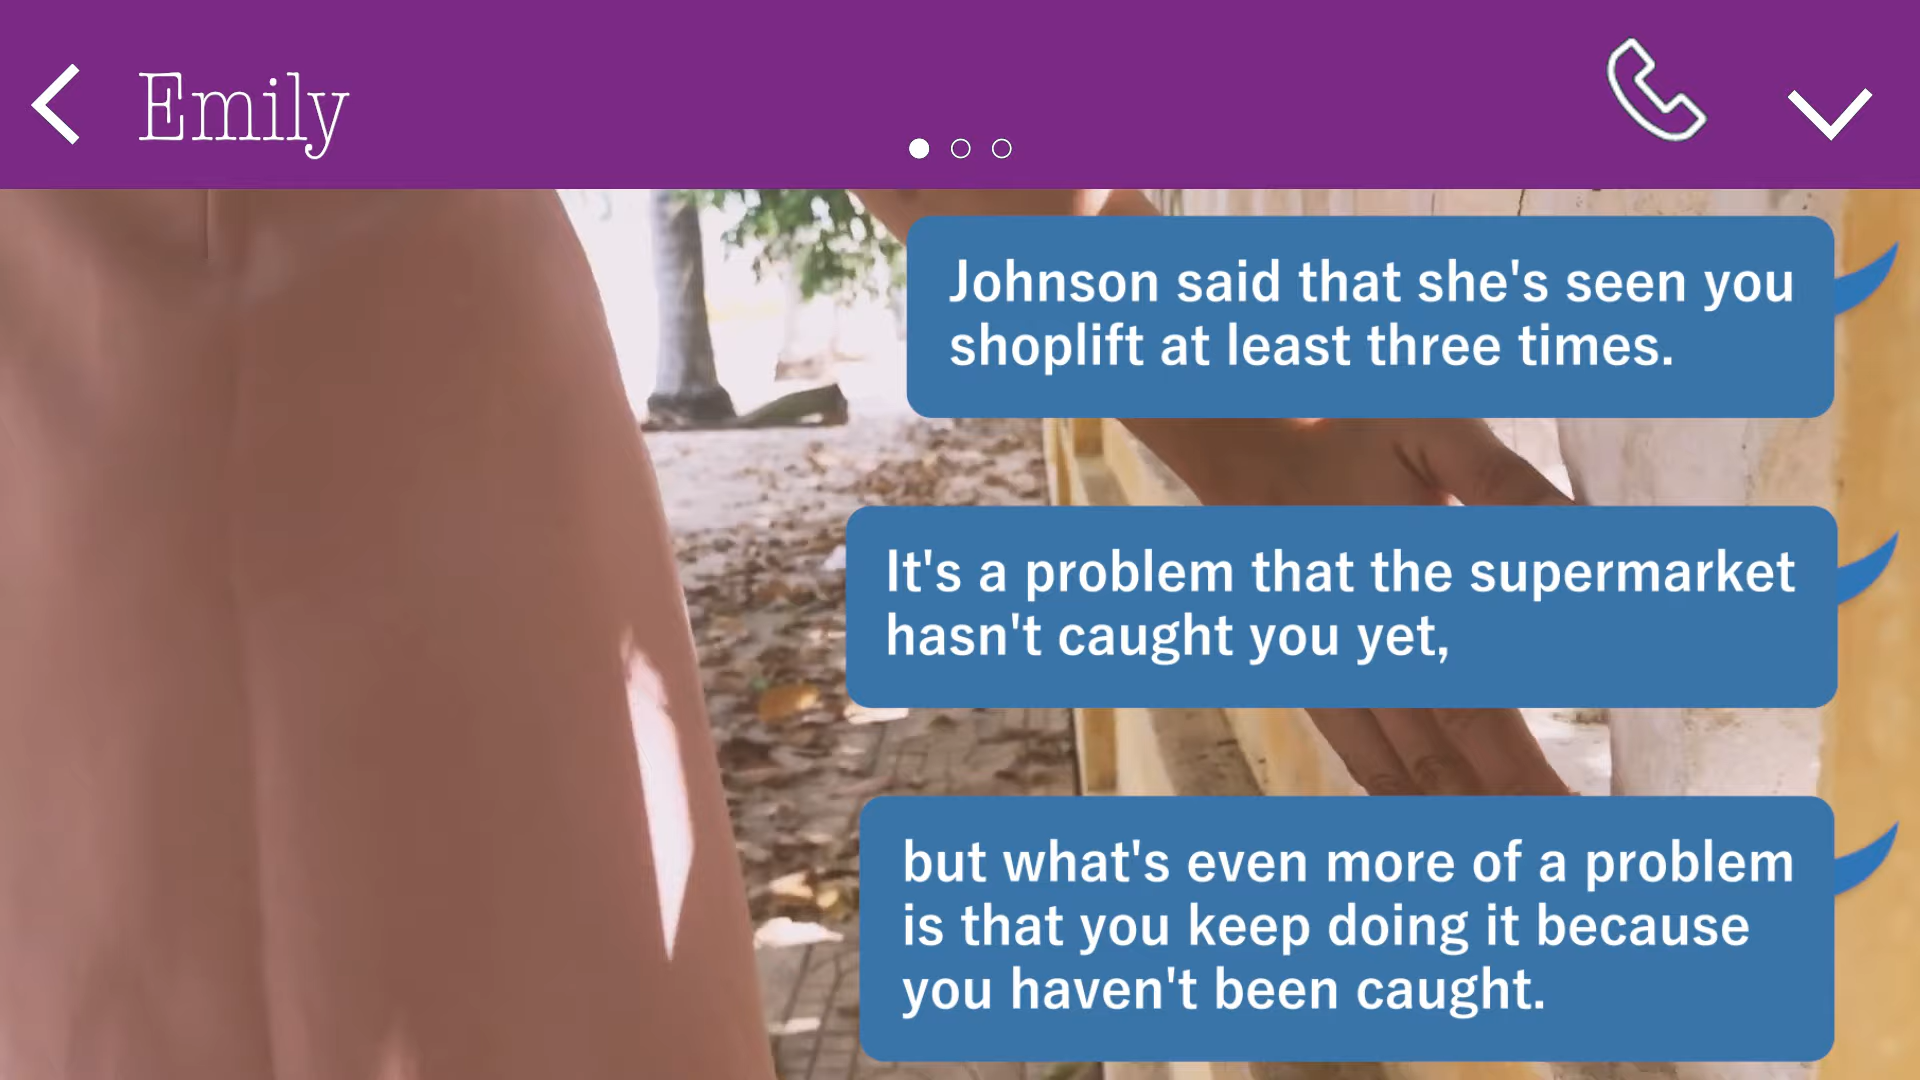 Emily
Johnson said that she's seen you
shoplift at least three times.
It's a problem that the supermarket
hasn't caught you yet,
but what's even more of a problem
is that you keep doing it because
you haven't been caught.